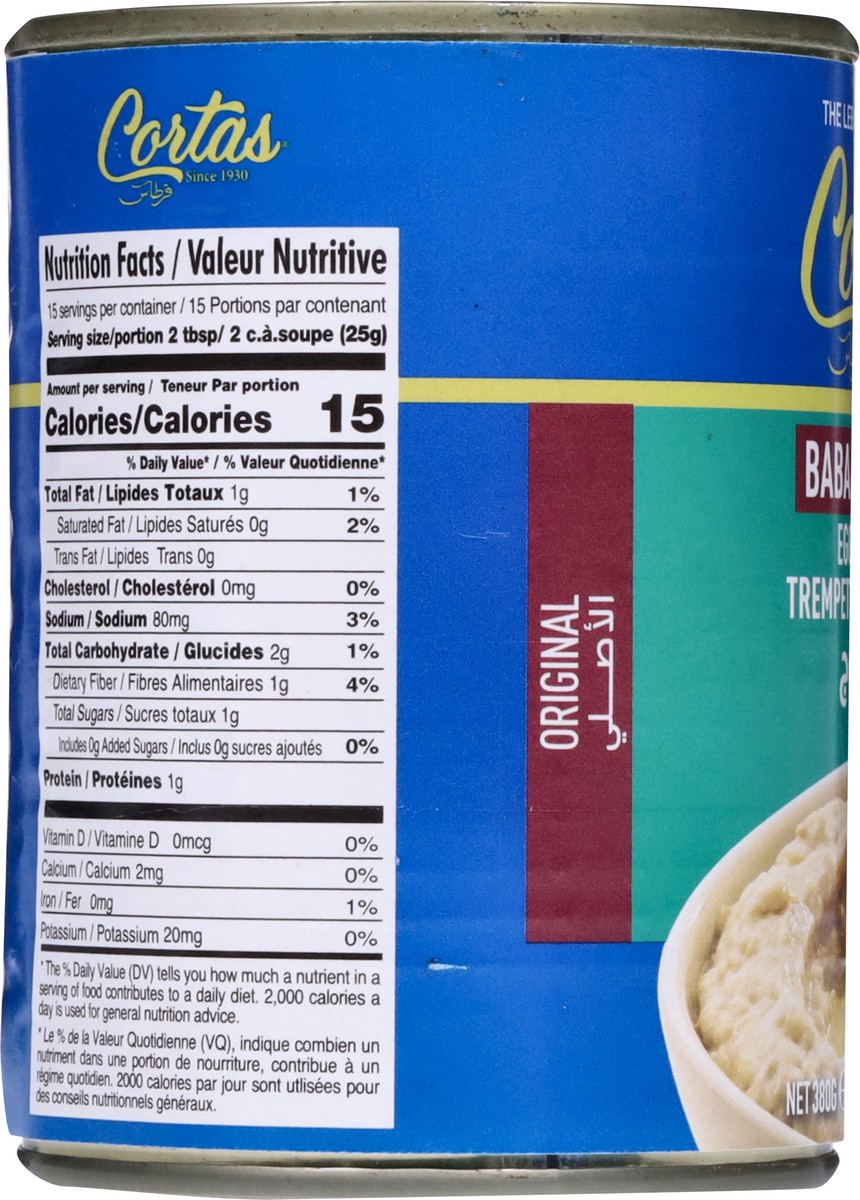 Cortas
Since 1930
قرطاس
Nutrition Facts / Valeur Nutritive
15 servings per container / 15 Portions par contenant
Serving size/portion 2 tbsp/ 2 c.à.soupe (25g)
Amount per serving / Teneur Par portion
Calories/Calories 15
% Daily Value* / % Valeur Quotidienne*
Total Fat / Lipides Totaux 1g 1%
Saturated Fat / Lipides Saturés 0g 2%
Trans Fat / Lipides Trans 0g
Cholesterol / Cholestérol 0mg 0%
Sodium / Sodium 80mg 3%
Total Carbohydrate / Glucides 2g 1%
Dietary Fiber / Fibres Alimentaires 1g 4%
Total Sugars / Sucres totaux 1g
Includes 0g Added Sugars / Inclus 0g sucres ajoutés 0%
Protein / Protéines 1g
Vitamin D / Vitamine D 0mcg 0%
Calcium / Calcium 2mg 0%
Iron / Fer 0mg 1%
Potassium / Potassium 20mg 0%
* The % Daily Value (DV) tells you how much a nutrient in a
serving of food contributes to a daily diet. 2,000 calories a
day is used for general nutrition advice.
* Le % de la Valeur Quotidienne (VQ), indique combien un
nutriment dans une portion de nourriture, contribue à un
régime quotidien. 2000 calories par jour sont utlisées pour
des conseils nutritionnels généraux.
ORIGINAL
الأصلي
THE LE
Co
BABA
EG
TREMPET
NET 380G